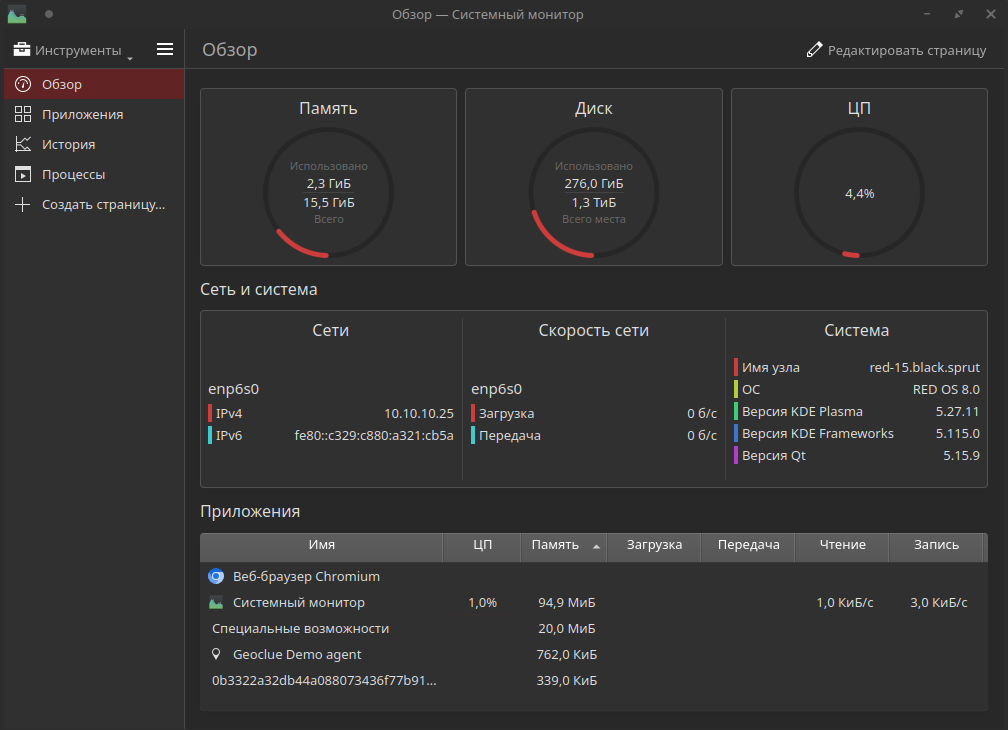 Обзор — Системный монитор
Инструменты
Обзор
Редактировать страницу
Обзор
Приложения
История
Процессы
Создать страницу...
Память
Использовано
2,3 ГиБ
15,5 ГиБ
Всего
Диск
Использовано
276,0 ГиБ
1,3 ТиБ
Всего места
ЦП
4,4%
Сеть и система
Сети
enp6s0
IPv4 10.10.10.25
IPv6 fe80::c329:c880:a321:cb5a
Скорость сети
enp6s0
Загрузка 0 б/с
Передача 0 б/с
Система
Имя узла red-15.black.sprut
ОС RED OS 8.0
Версия KDE Plasma 5.27.11
Версия KDE Frameworks 5.115.0
Версия Qt 5.15.9
Приложения
Имя ЦП Память Загрузка Передача Чтение Запись
Веб-браузер Chromium
Системный монитор 1,0% 94,9 МиБ 1,0 КиБ/с 3,0 КиБ/с
Специальные возможности 20,0 МиБ
Geoclue Demo agent 762,0 КиБ
0b3322a32db44a088073436f77b91... 339,0 КиБ